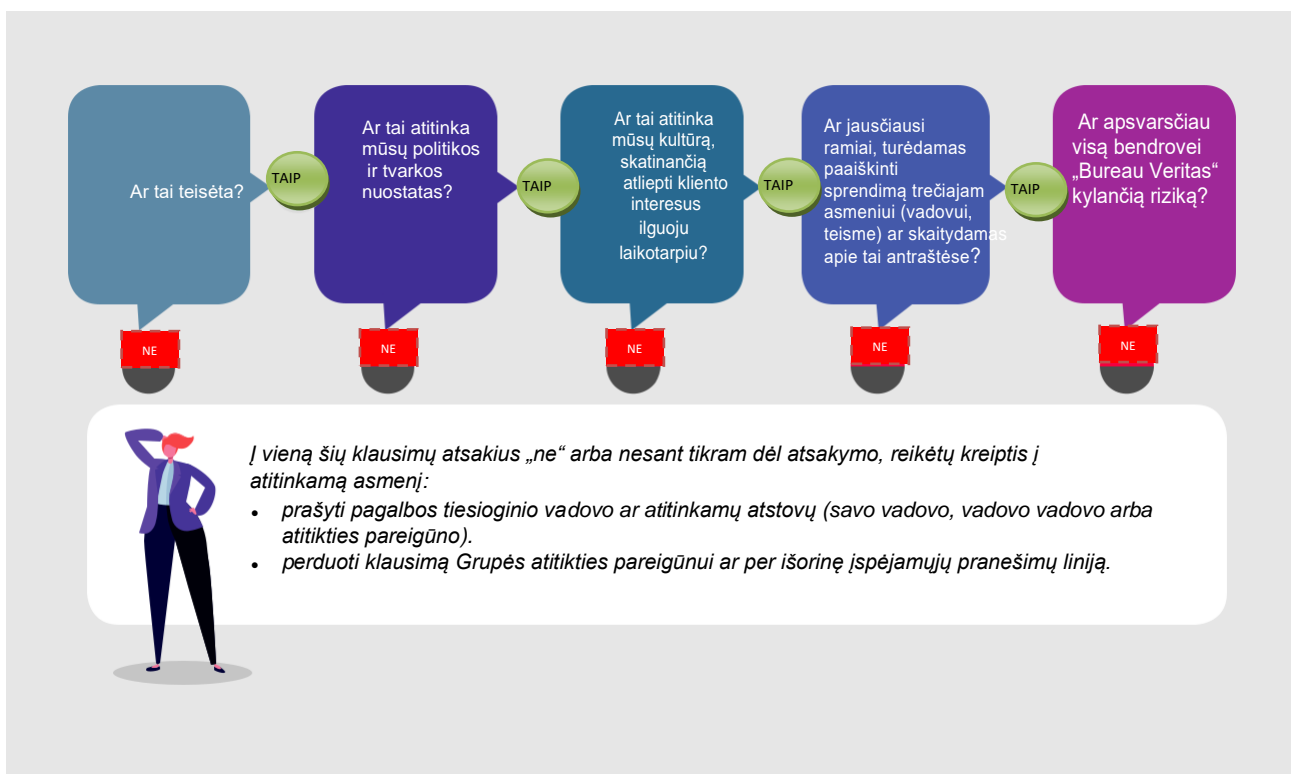 Ar tai teisėta?
TAIP
Ar tai atitinka
mūsų politikos
ir tvarkos
nuostatas?
TAIP
Ar tai atitinka
mūsų kultūrą,
skatinančią
atliepti kliento
interesus
ilguoju
laikotarpiu?
TAIP
Ar jausčiausi
ramiai, turėdamas
paaiškinti
sprendimą trečiajam
asmeniui (vadovui,
teisme) ar skaitydamas
apie tai antraštėse?
TAIP
Ar apsvarsčiau
visą bendrovei
„Bureau Veritas“
kylančią riziką?
NE
NE
NE
NE
NE
Į vieną šių klausimų atsakius „ne“ arba nesant tikram dėl atsakymo, reikėtų kreiptis į
atitinkamą asmenį:
• prašyti pagalbos tiesioginio vadovo ar atitinkamų atstovų (savo vadovo, vadovo vadovo arba
atitikties pareigūno).
• perduoti klausimą Grupės atitikties pareigūnui ar per išorinę įspėjamųjų pranešimų liniją.